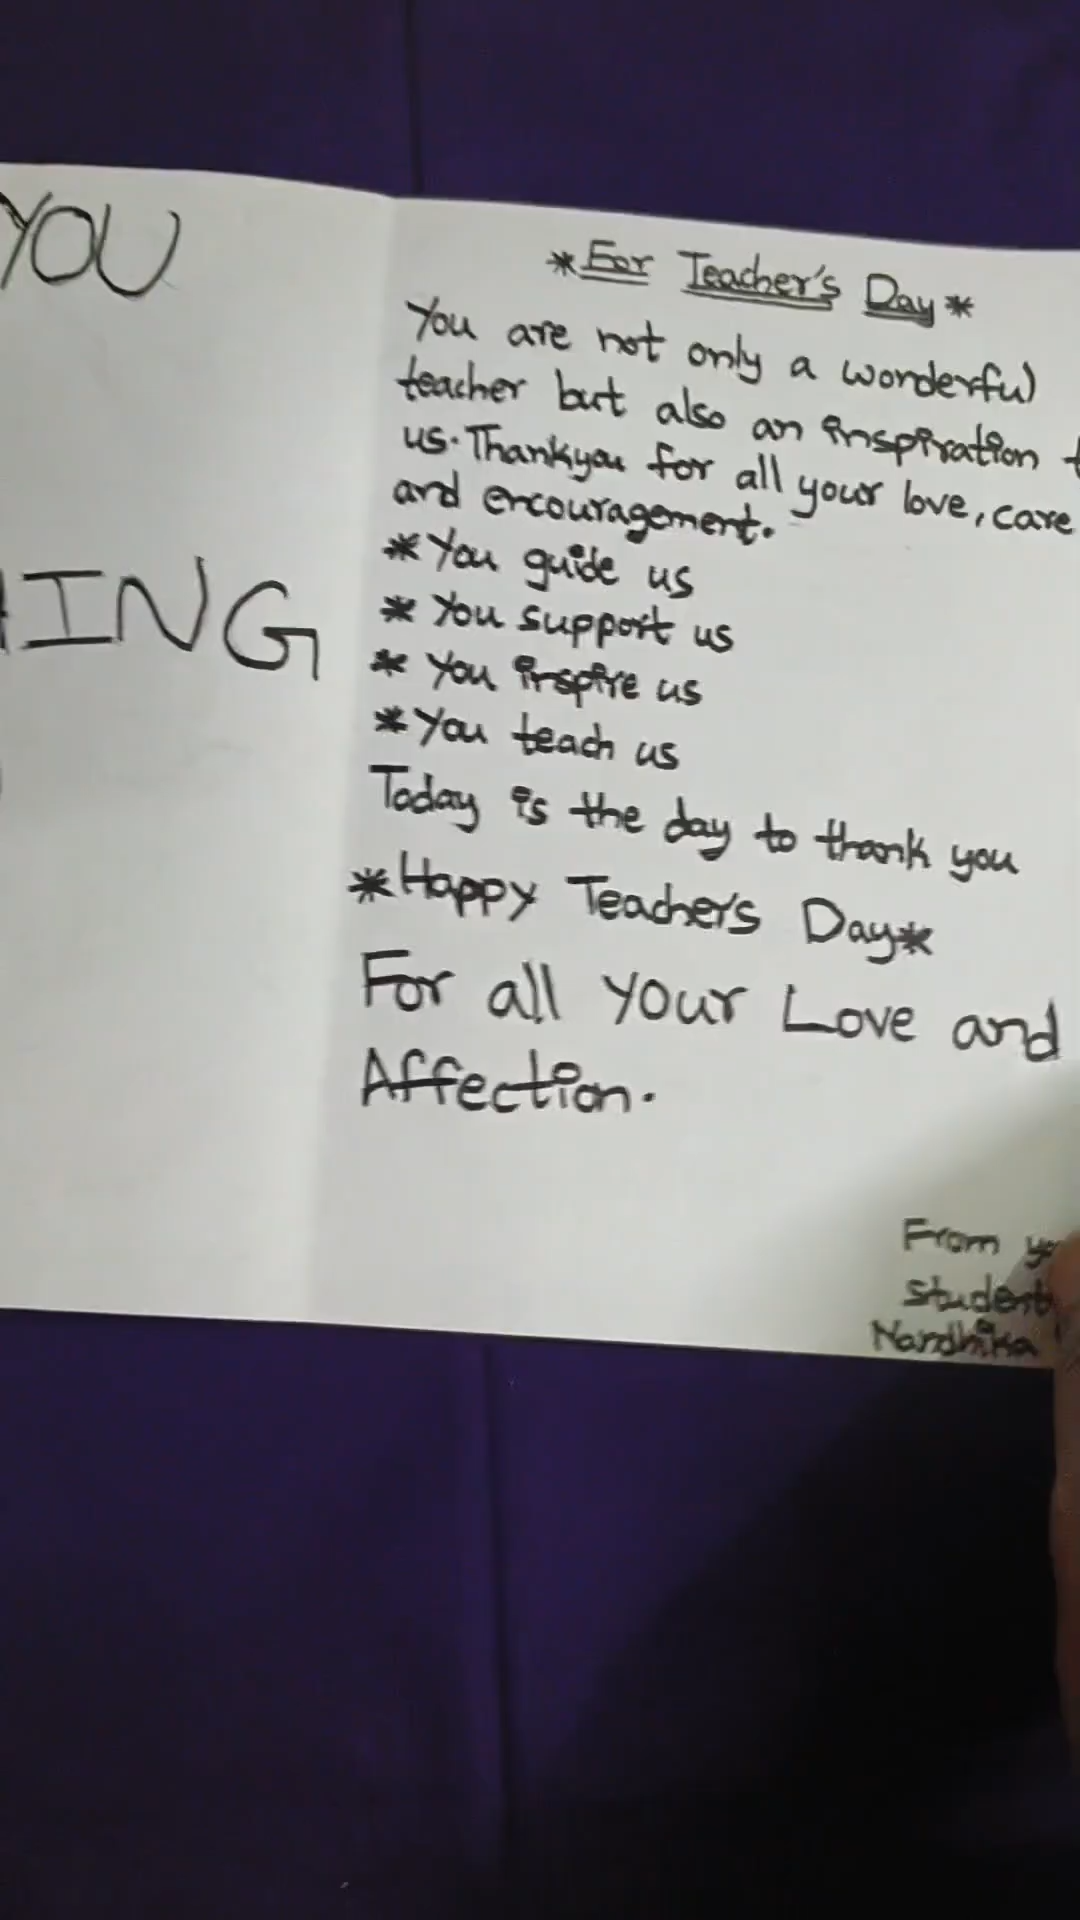 YOU
ING
*For Teacher's Day*
You are not only a wonderful
teacher but also an inspiration
us. Thankyou for all your love, care
and encouragement.
*You guide us
* You support us
* You inspire us
*You teach us
Today is the day to thank you
*Happy Teacher's Day*
For all your Love and
Affection.
From
student
Nandhika